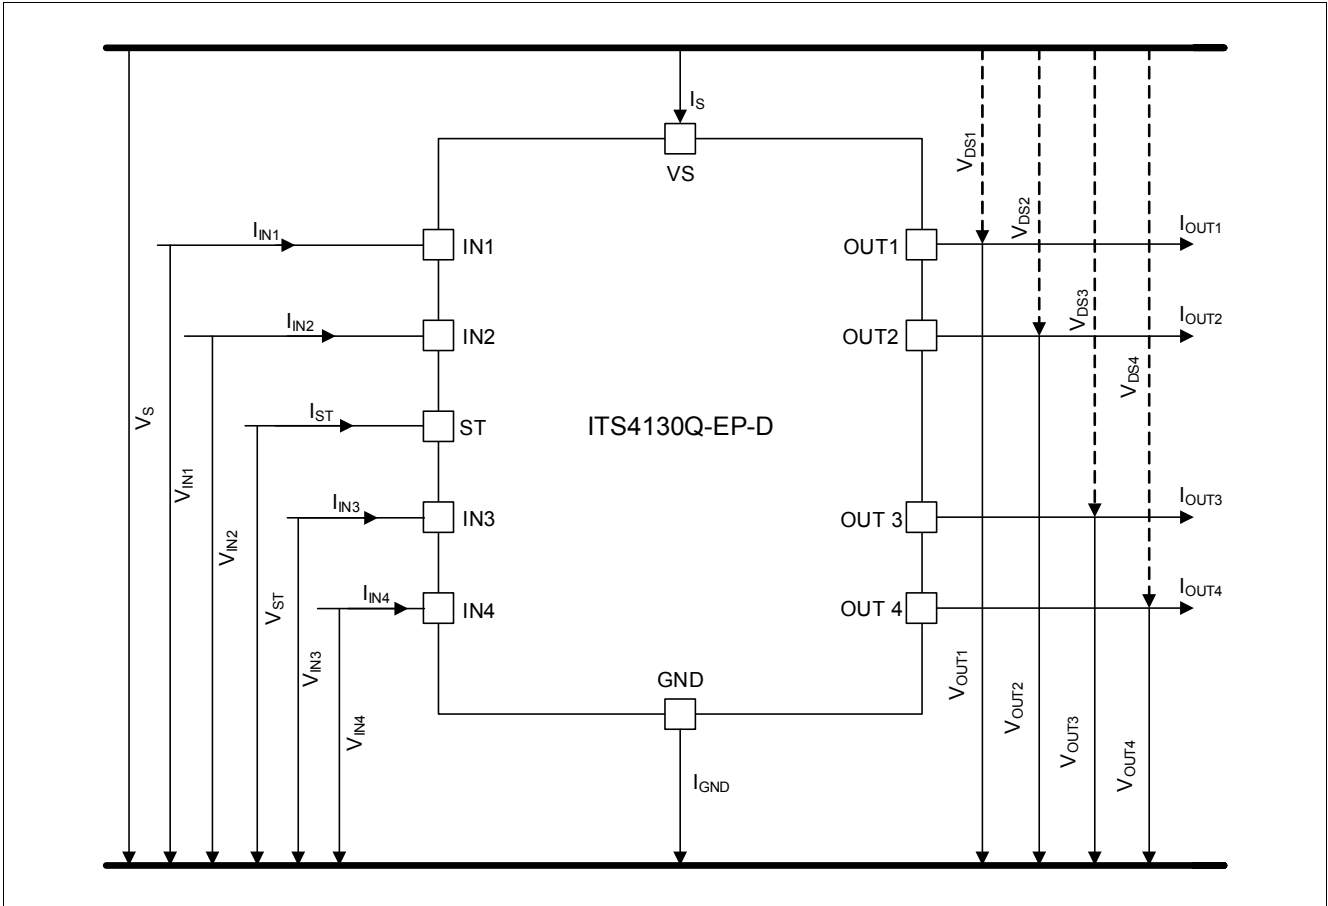 I_S
VS
V_DS1
V_DS2
V_DS3
V_DS4
I_IN1
IN1
OUT1
I_OUT1
I_IN2
IN2
OUT2
I_OUT2
V_S
I_ST
ST
ITS4130Q-EP-D
V_IN1
V_IN2
I_IN3
IN3
OUT 3
I_OUT3
V_ST
I_IN4
IN4
OUT 4
I_OUT4
V_IN3
V_IN4
GND
I_GND
V_OUT1
V_OUT2
V_OUT3
V_OUT4